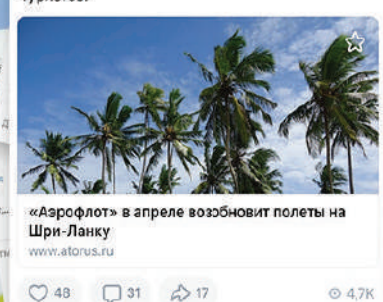 «Аэрофлот» в апреле возобновит полеты на
Шри-Ланку
www.atorus.ru
48 31 17 4,7K